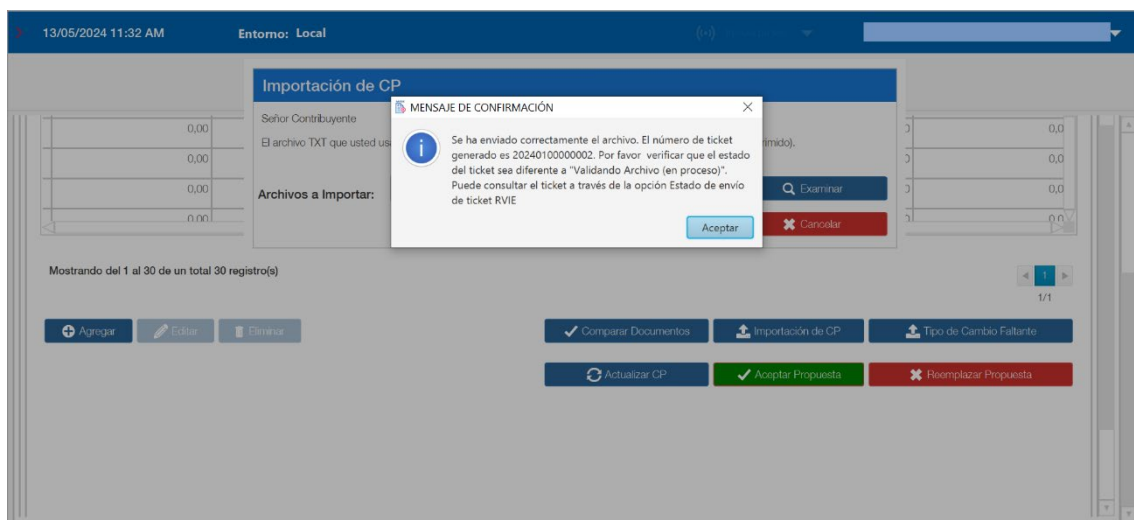 13/05/2024 11:32 AM Entorno: Local
Importación de CP
MENSAJE DE CONFIRMACIÓN
Señor Contribuyente
El archivo TXT que usted
rimido).
Se ha enviado correctamente el archivo. El número de ticket
generado es 20240100000002. Por favor verificar que el estado
del ticket sea diferente a "Validando Archivo (en proceso)".
Puede consultar el ticket a través de la opción Estado de envío
de ticket RVIE
Aceptar
0,00 0,0
0,00 0,0
0,00 0,0
0,00 0,0
Archivos a Importar: Examinar
Cancelar
Mostrando del 1 al 30 de un total 30 registro(s)
1
1/1
Agregar Editar Eliminar Comparar Documentos Importación de CP Tipo de Cambio Faltante
Actualizar CP Aceptar Propuesta Reemplazar Propuesta